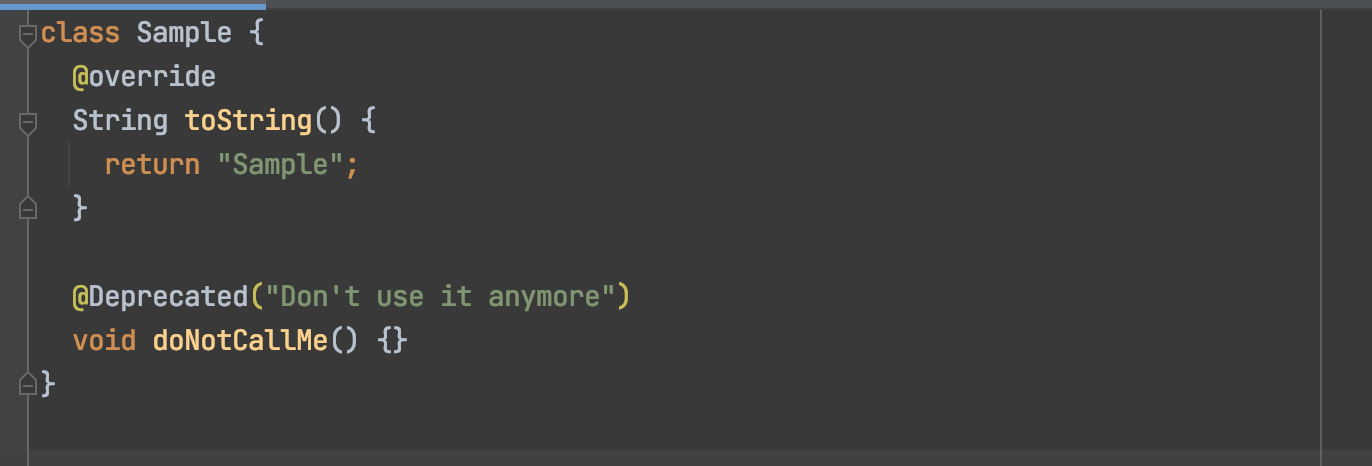 class Sample {
  @override
  String toString() {
    return "Sample";
  }

  @Deprecated("Don't use it anymore")
  void doNotCallMe() {}
}